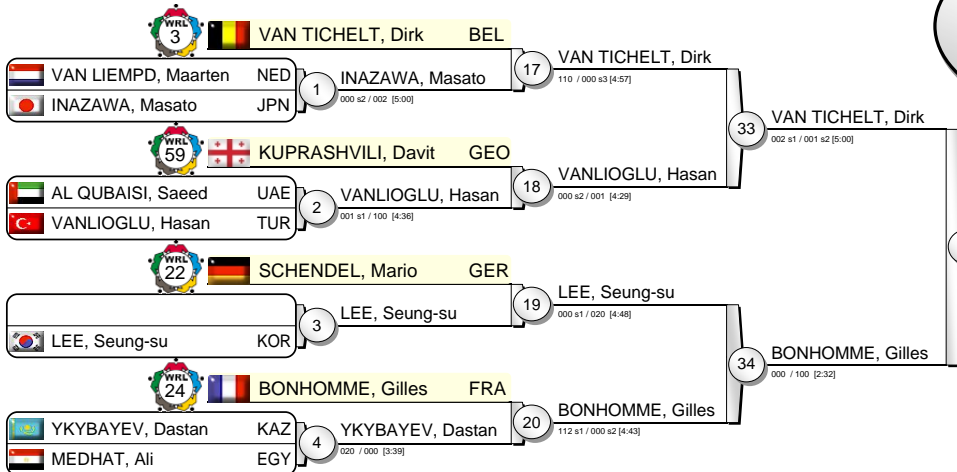 WRL 3 VAN TICHELT, Dirk BEL
VAN LIEMPD, Maarten NED
INAZAWA, Masato JPN
1
INAZAWA, Masato
000 s2 / 002 [5:00]
17
VAN TICHELT, Dirk
110 / 000 s3 [4:57]
WRL 59 KUPRASHVILI, Davit GEO
AL QUBAISI, Saeed UAE
VANLIOGLU, Hasan TUR
2
VANLIOGLU, Hasan
001 s1 / 100 [4:36]
18
VANLIOGLU, Hasan
000 s2 / 001 [4:29]
33
VAN TICHELT, Dirk
002 s1 / 001 s2 [5:00]
WRL 22 SCHENDEL, Mario GER
LEE, Seung-su KOR
3
LEE, Seung-su
19
LEE, Seung-su
000 s1 / 020 [4:48]
WRL 24 BONHOMME, Gilles FRA
YKYBAYEV, Dastan KAZ
MEDHAT, Ali EGY
4
YKYBAYEV, Dastan
020 / 000 [3:39]
20
BONHOMME, Gilles
112 s1 / 000 s2 [4:43]
34
BONHOMME, Gilles
000 / 100 [2:32]